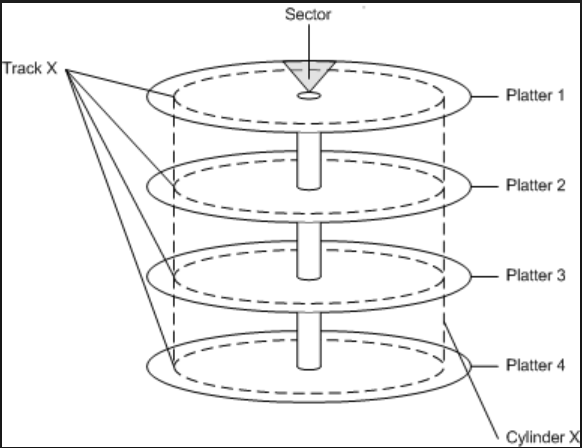 Sector
Track X
Platter 1
Platter 2
Platter 3
Platter 4
Cylinder X